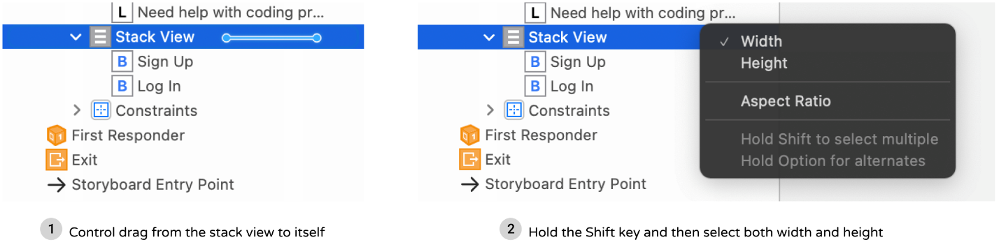 L Need help with coding pr...
Stack View
B Sign Up
B Log In
Constraints
First Responder
Exit
Storyboard Entry Point
1 Control drag from the stack view to itself
L Need help with coding pr...
Stack View
B Sign Up
B Log In
Constraints
First Responder
Exit
Storyboard Entry Point
✓ Width
Height
Aspect Ratio
Hold Shift to select multiple
Hold Option for alternates
2 Hold the Shift key and then select both width and height